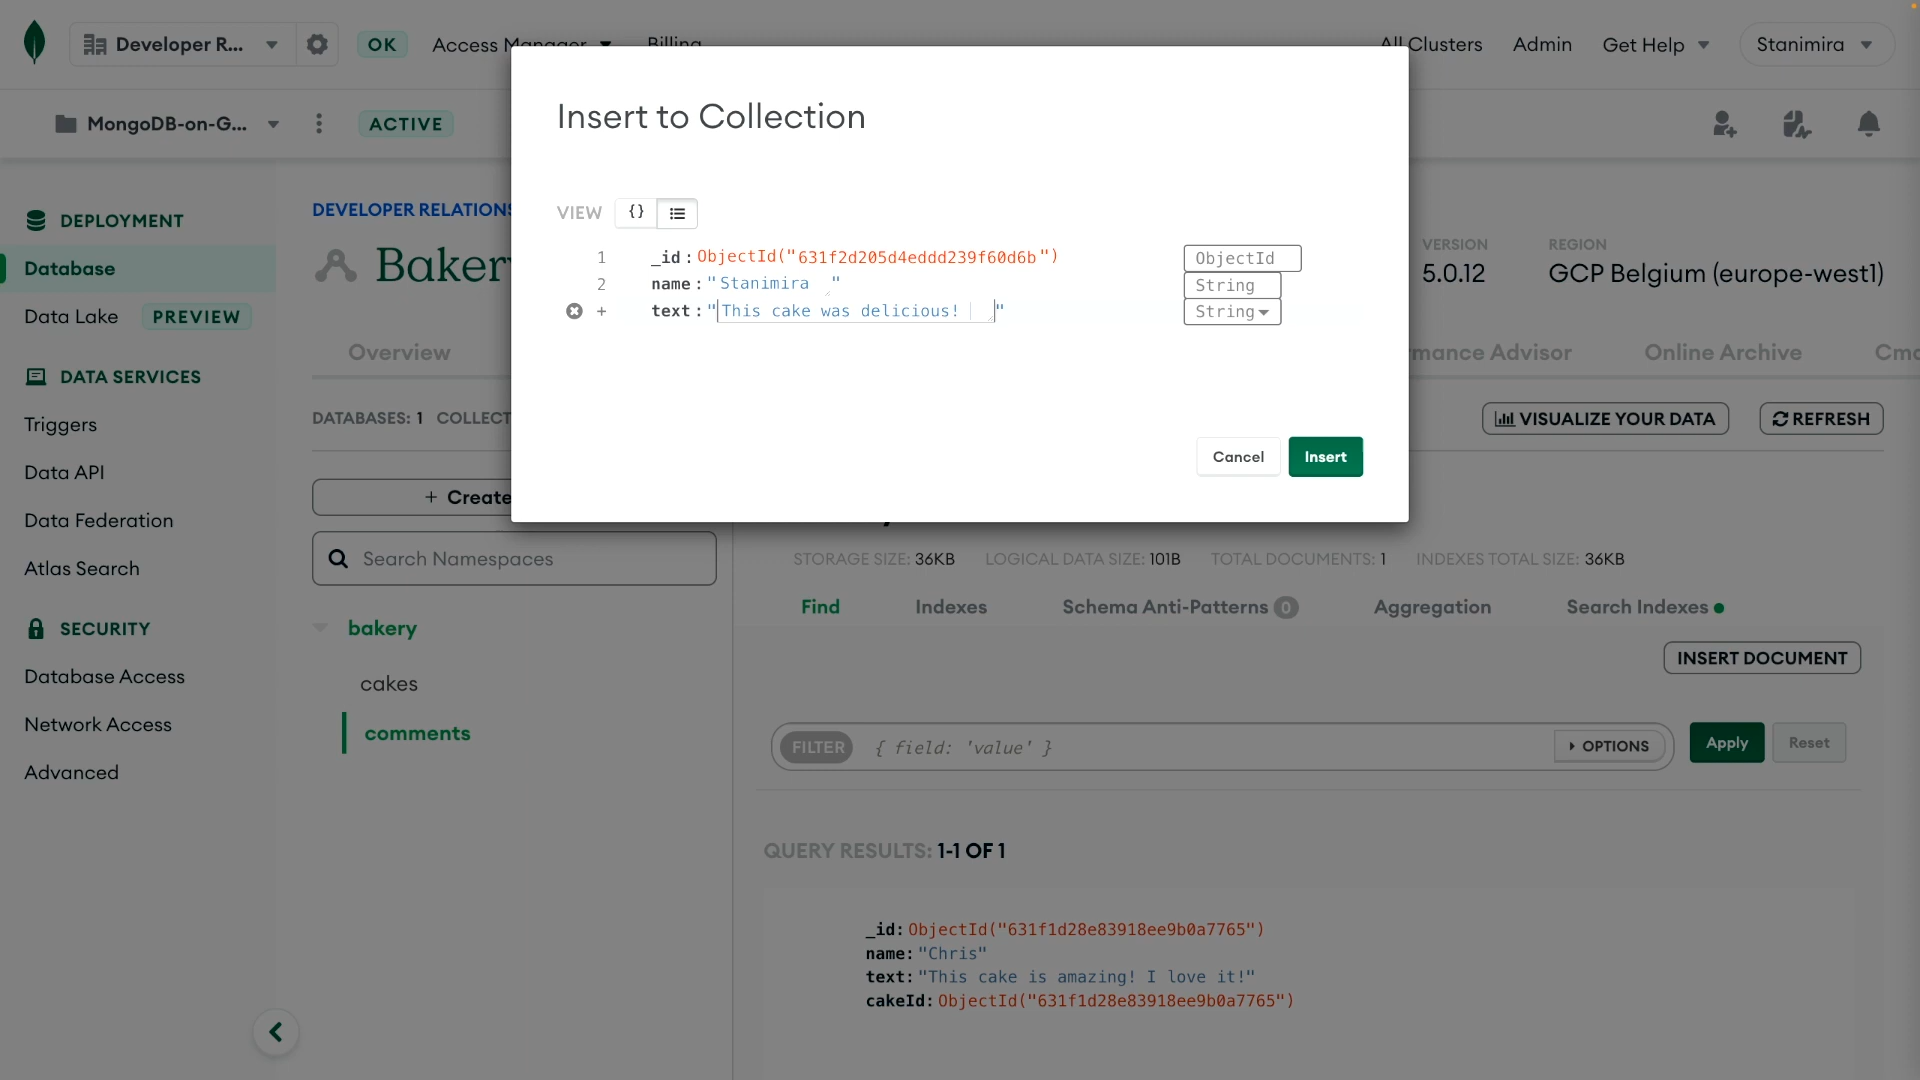 Developer R...
OK
Billing
All Clusters
Admin
Get Help
Stanimira
MongoDB-on-G...
ACTIVE
Insert to Collection
VIEW {}
1 _id : ObjectId("631f2d205d4eddd239f60d6b")
ObjectId
2 name : "Stanimira "
String
+ text : "This cake was delicious! "
String
Cancel
Insert
DEPLOYMENT
Database
Data Lake PREVIEW
DATA SERVICES
Triggers
Data API
Data Federation
Atlas Search
SECURITY
Database Access
Network Access
Advanced
DEVELOPER RELATIONS
Bakery
VERSION
5.0.12
REGION
GCP Belgium (europe-west1)
Overview
rmance Advisor
Online Archive
Cmd
DATABASES: 1 COLLECT
VISUALIZE YOUR DATA
REFRESH
+ Create
Search Namespaces
bakery
cakes
comments
STORAGE SIZE: 36KB LOGICAL DATA SIZE: 101B TOTAL DOCUMENTS: 1 INDEXES TOTAL SIZE: 36KB
Find
Indexes
Schema Anti-Patterns 0
Aggregation
Search Indexes
INSERT DOCUMENT
FILTER { field: 'value' }
OPTIONS
Apply
Reset
QUERY RESULTS: 1-1 OF 1
_id: ObjectId("631f1d28e83918ee9b0a7765")
name: "Chris"
text: "This cake is amazing! I love it!"
cakeId: ObjectId("631f1d28e83918ee9b0a7765")